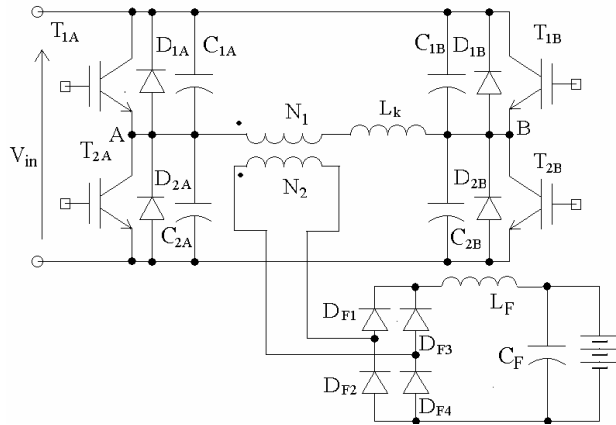 T1A
D1A
C1A
C1B
D1B
T1B
A
N1
Lk
B
Vin
T2A
D2A
C2A
N2
D2B
C2B
T2B
DF1
DF3
LF
DF2
DF4
CF